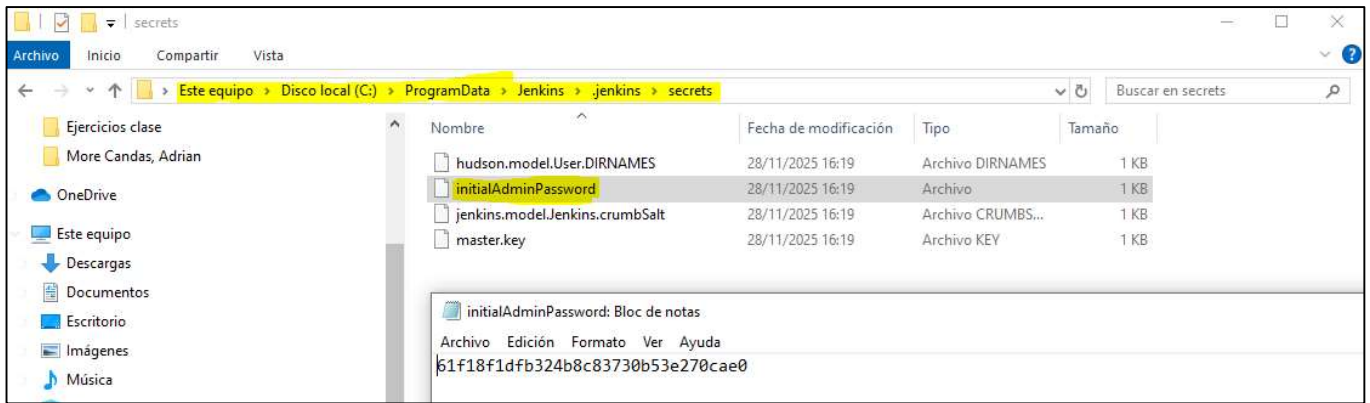 secrets
Archivo Inicio Compartir Vista
Este equipo > Disco local (C:) > ProgramData > Jenkins > .jenkins > secrets
Buscar en secrets
Ejercicios clase
More Candas, Adrian
OneDrive
Este equipo
Descargas
Documentos
Escritorio
Imágenes
Música
Nombre Fecha de modificación Tipo Tamaño
hudson.model.User.DIRNAMES 28/11/2025 16:19 Archivo DIRNAMES 1 KB
initialAdminPassword 28/11/2025 16:19 Archivo 1 KB
jenkins.model.Jenkins.crumbSalt 28/11/2025 16:19 Archivo CRUMBS... 1 KB
master.key 28/11/2025 16:19 Archivo KEY 1 KB
initialAdminPassword: Bloc de notas
Archivo Edición Formato Ver Ayuda
61f18f1dfb324b8c83730b53e270cae0